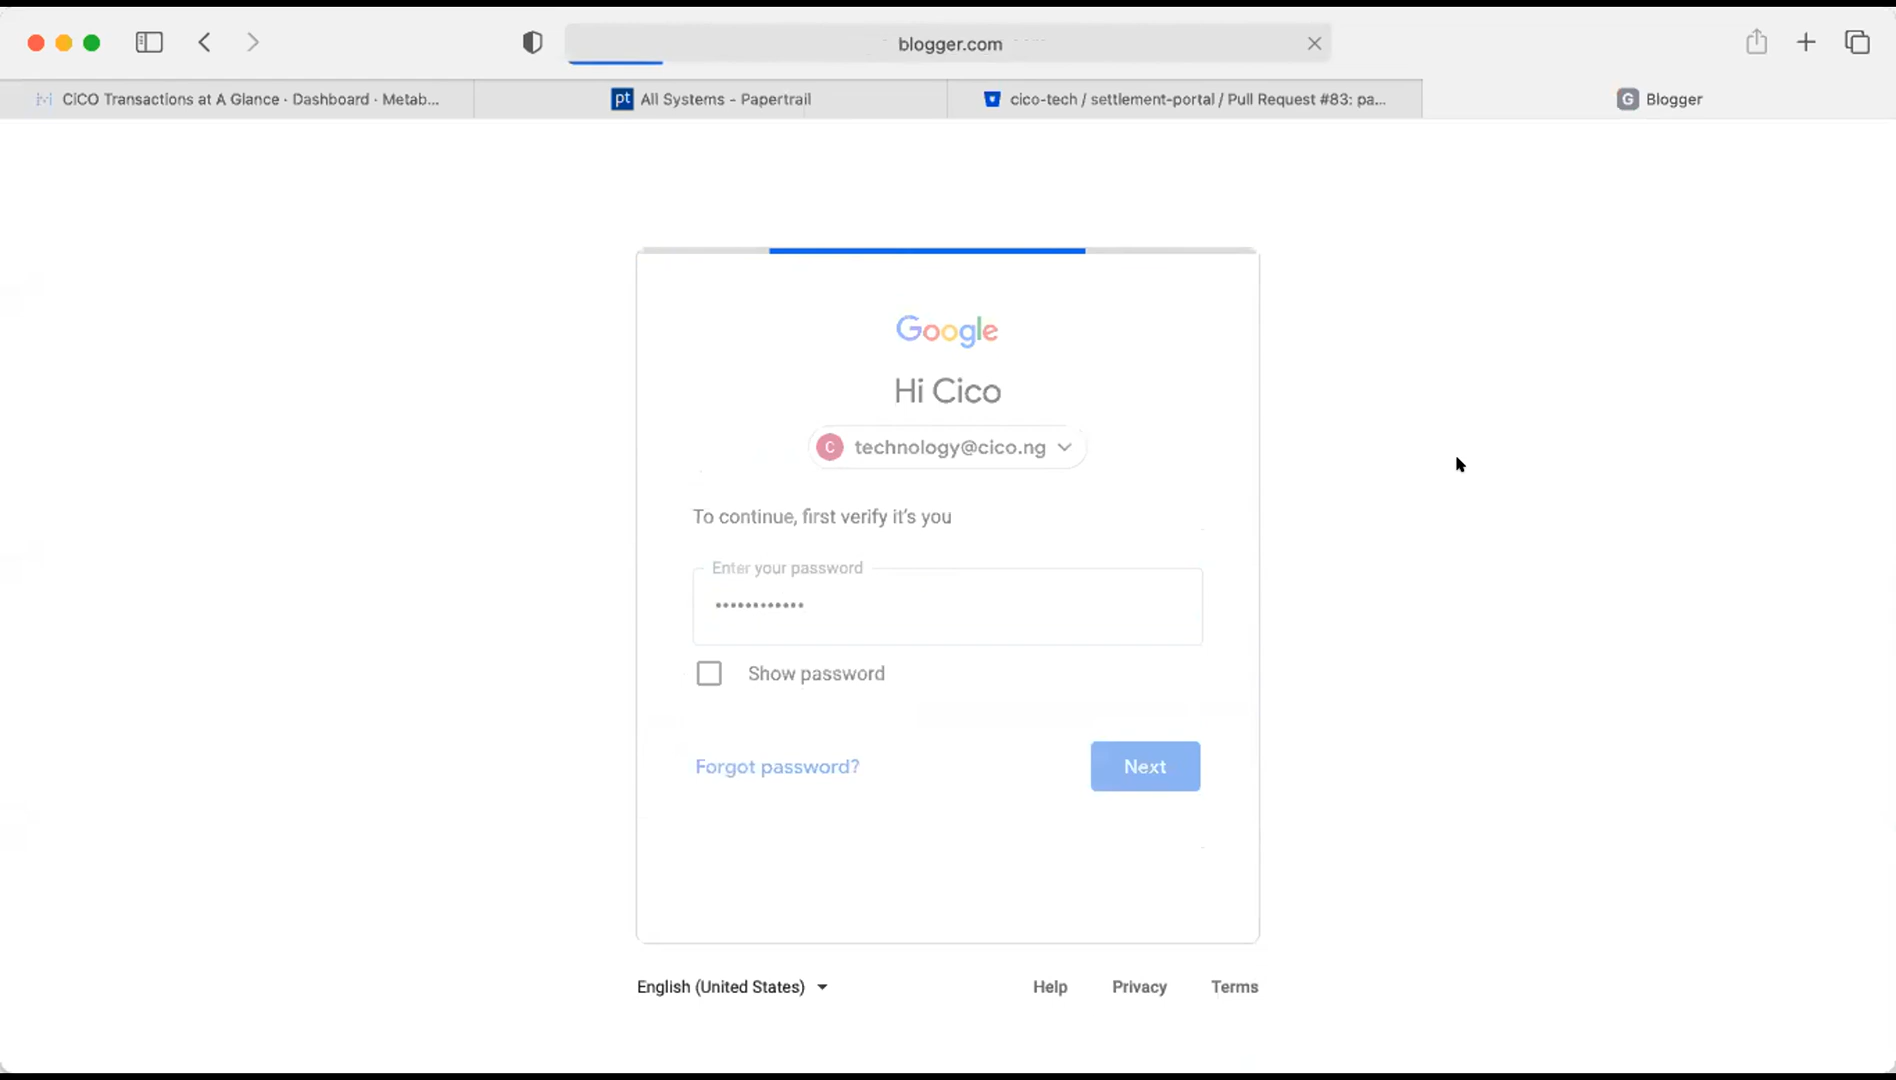 blogger.com
CiCO Transactions at A Glance · Dashboard · Metab...
pt All Systems - Papertrail
cico-tech / settlement-portal / Pull Request #83: pa...
G Blogger
Google
Hi Cico
C technology@cico.ng
To continue, first verify it's you
Enter your password
••••••••••••
Show password
Forgot password?
Next
English (United States)
Help
Privacy
Terms